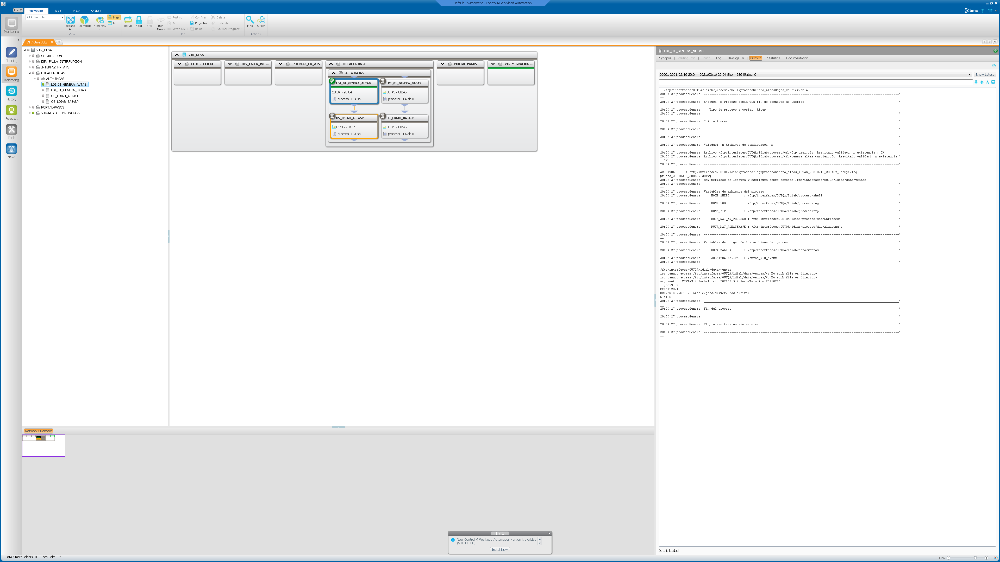 Default Environment - Control-M Workload Automation
File
Viewpoint
Tools
View
Analysis
bmc
?
All Active Jobs
Expand All
Rearrange
Hierarchy
Map
List
View
Rerun
Hold
Free
Run Now
Restart
Kill
Set to OK
Confirm
Projection
React
Delete
Undelete
External Programs
Job
Find
Order
Actions
Monitoring
Planning
Monitoring
History
Forecast
Tools
News
All Active Jobs
VTR_DESA
CC-DIRECCIONES
DEV_FALLA_INTERRUPCION
INTERFAZ_HR_ATS
LDI-ALTA-BAJAS
ALTA-BAJAS
LDI_01_GENERA_ALTAS
LDI_01_GENERA_BAJAS
OS_LDIAB_ALTASP
OS_LDIAB_BAJASP
PORTAL-PAGOS
VTR-MIGRACION-TIVO-APP
VTR_DESA
CC-DIRECCIONES
DEV_FALLA_INTE...
INTERFAZ_HR_ATS
LDI-ALTA-BAJAS
PORTAL-PAGOS
VTR-MIGRACION-...
ALTA-BAJAS
LDI_01_GENERA_ALTAS
20:04 - 20:04
procesoETLA.sh
LDI_01_GENERA_BAJAS
00:45 - 00:45
procesoETLA.sh B
OS_LDIAB_ALTASP
01:35 - 01:35
procesoETLA.sh
OS_LDIAB_BAJASP
00:45 - 00:45
procesoETLA.sh B
LDI_01_GENERA_ALTAS
Synopsis | Waiting Info | Script | Log | Belongs To | Output | Statistics | Documentation
00001 2021/02/16 20:04 - 2021/02/16 20:04 Size: 4586 Status: 0
Show Latest
+ /ftp/interfaces/OUTQA/ldiab/proceso/shell/procesoGenera_AltasBajas_Carrier.sh A
20:04:27 procesoGenera: ===========================================================================================================\
==
20:04:27 procesoGenera: Ejecuci  n Proceso copia via FTP de archivos de Carrier \
20:04:27 procesoGenera:    Tipo de proceco a copiar: Altas
20:04:27 procesoGenera: ___________________________________________________________________________________________________________\
__
20:04:27 procesoGenera: Inicio Proceso \
20:04:27 procesoGenera: \
20:04:27 procesoGenera: -----------------------------------------------------------------------------------------------------------\
--
20:04:27 procesoGenera: Validaci  n Archivos de configuraci  n \
20:04:27 procesoGenera: Archivo /ftp/interfaces/OUTQA/ldiab/proceso/cfg/ftp_user.cfg. Resultado validaci  n existencia : OK
20:04:27 procesoGenera: Archivo /ftp/interfaces/OUTQA/ldiab/proceso/cfg/genera_altas_carrier.cfg. Resultado validaci  n existencia \
: OK
20:04:27 procesoGenera: -----------------------------------------------------------------------------------------------------------\
--
ARCHIVOLOG    : /ftp/interfaces/OUTQA/ldiab/proceso/log/procesoGenera_altas_ALTAS_20210216_200427_DetEje.log
prueba_20210216_200427.dummy
20:04:27 procesoGenera: Hay permisos de lectura y escritura sobre carpeta /ftp/interfaces/OUTQA/ldiab/data/ventas
20:04:27 procesoGenera: -----------------------------------------------------------------------------------------------------------\
--
20:04:27 procesoGenera: Variables de ambiente del proceso
20:04:27 procesoGenera:     HOME_SHELL        : /ftp/interfaces/OUTQA/ldiab/proceso/shell \
20:04:27 procesoGenera:     HOME_LOG          : /ftp/interfaces/OUTQA/ldiab/proceso/log \
20:04:27 procesoGenera:     HOME_FTP          : /ftp/interfaces/OUTQA/ldiab/proceso/ftp \
20:04:27 procesoGenera:     RUTA_DAT_EN_PROCESO : /ftp/interfaces/OUTQA/ldiab/proceso/dat/EnProceso \
20:04:27 procesoGenera:     RUTA_DAT_ALMACENAJE : /ftp/interfaces/OUTQA/ldiab/proceso/dat/Almacenaje \
20:04:27 procesoGenera: -----------------------------------------------------------------------------------------------------------\
--
20:04:27 procesoGenera: Variables de origen de los archivos del proceso \
20:04:27 procesoGenera:     RUTA SALIDA       : /ftp/interfaces/OUTQA/ldiab/data/ventas \
20:04:27 procesoGenera:     ARCHIVOS SALIDA   : Ventas_VTR_*.txt
20:04:27 procesoGenera: -----------------------------------------------------------------------------------------------------------\
--
/ftp/interfaces/OUTQA/ldiab/data/ventas
ls: cannot access /ftp/interfaces/OUTQA/ldiab/data/ventas/*: No such file or directory
ls: cannot access /ftp/interfaces/OUTQA/ldiab/data/ventas/*: No such file or directory
Argumento : VENTAS inFechaInicio:20210215 inFechaTermnino:20210215
@G3F9  E
Ctmcli2021
DRIVER CONNETION :oracle.jdbc.driver.OracleDriver
STATUS  0
20:04:27 procesoGenera: ___________________________________________________________________________________________________________\
__
20:04:27 procesoGenera: Fin del proceso \
20:04:27 procesoGenera: \
20:04:27 procesoGenera: El proceso termino sin errores \
20:04:27 procesoGenera: ===========================================================================================================\
==
Data is loaded
Network Overview
1 / 1
New Control-M Workload Automation version is available (9.0.00.300)
Install Now
Total Smart Folders: 0   Total Jobs: 26
100%